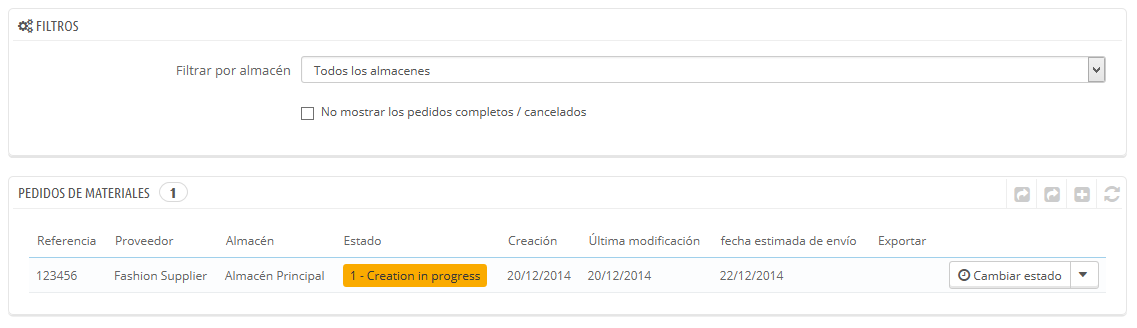 FILTROS
Filtrar por almacén Todos los almacenes
No mostrar los pedidos completos / cancelados
PEDIDOS DE MATERIALES 1
Referencia Proveedor Almacén Estado Creación Última modificación fecha estimada de envío Exportar
123456 Fashion Supplier Almacén Principal 1 - Creation in progress 20/12/2014 20/12/2014 22/12/2014 Cambiar estado